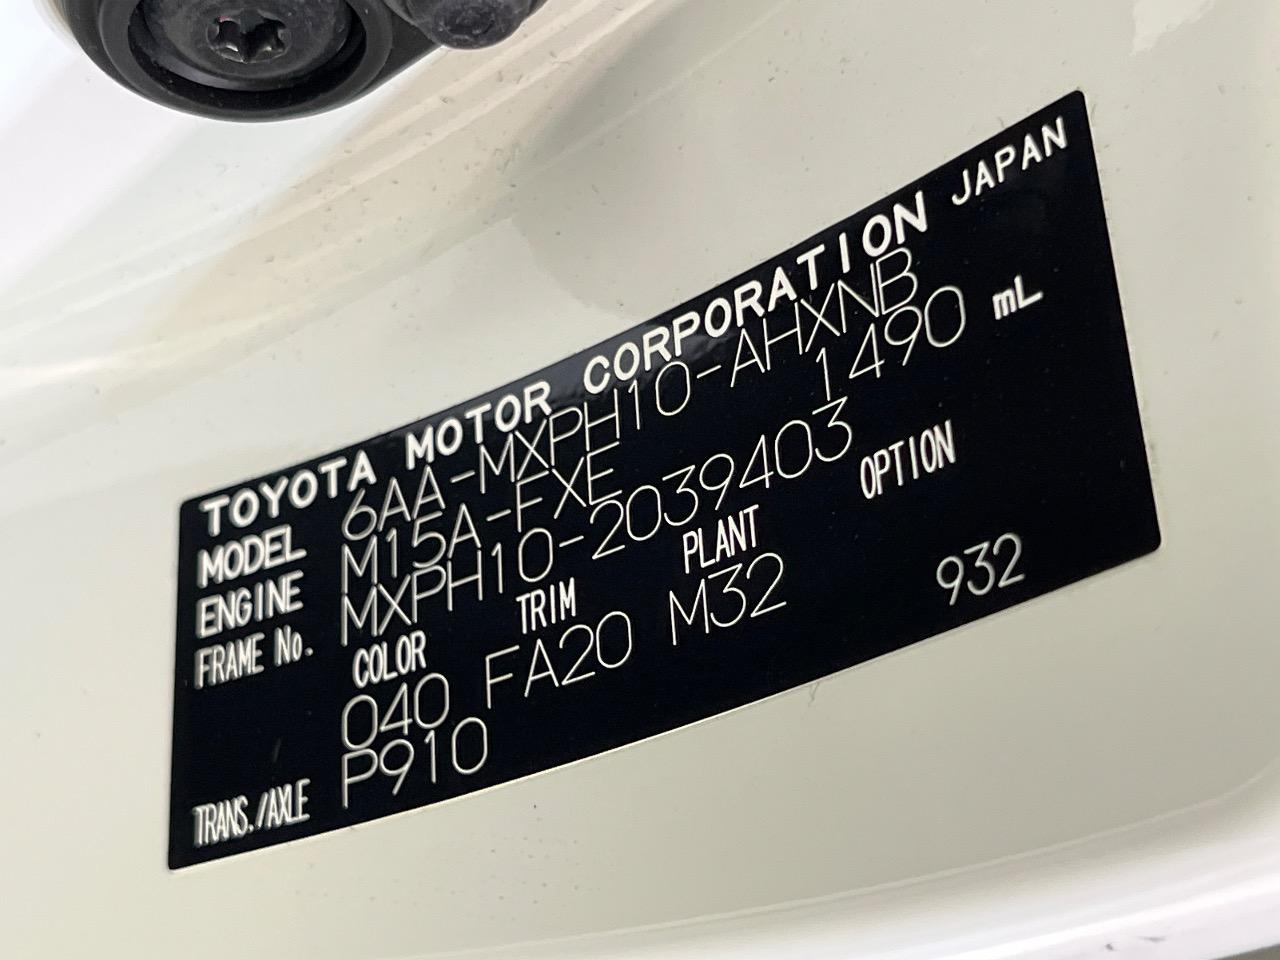 TOYOTA MOTOR CORPORATION JAPAN
MODEL 6AA-MXPH10-AHXNB
ENGINE M15A-FXE 1490 mL
FRAME No. MXPH10-2039403
COLOR TRIM PLANT OPTION
040 FA20 M32 932
TRANS./AXLE P910